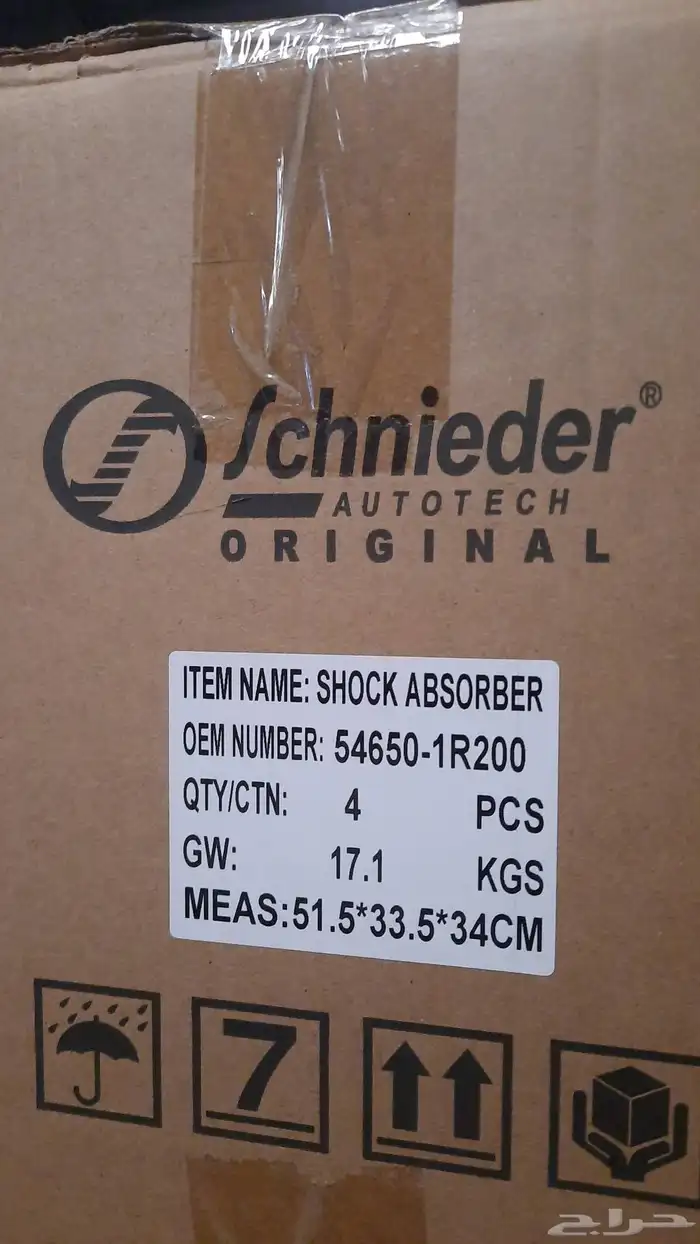 Schnieder®
AUTOTECH
ORIGINAL
ITEM NAME: SHOCK ABSORBER
OEM NUMBER: 54650-1R200
QTY/CTN: 4 PCS
GW: 17.1 KGS
MEAS:51.5*33.5*34CM
7
حراج